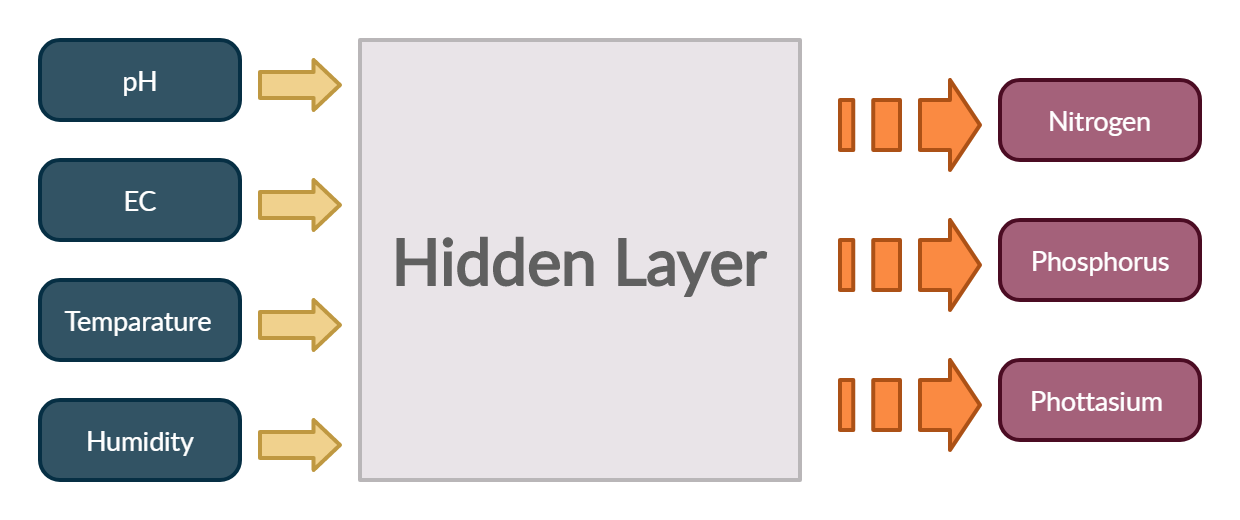 pH
EC
Temparature
Humidity
Hidden Layer
Nitrogen
Phosphorus
Phottasium